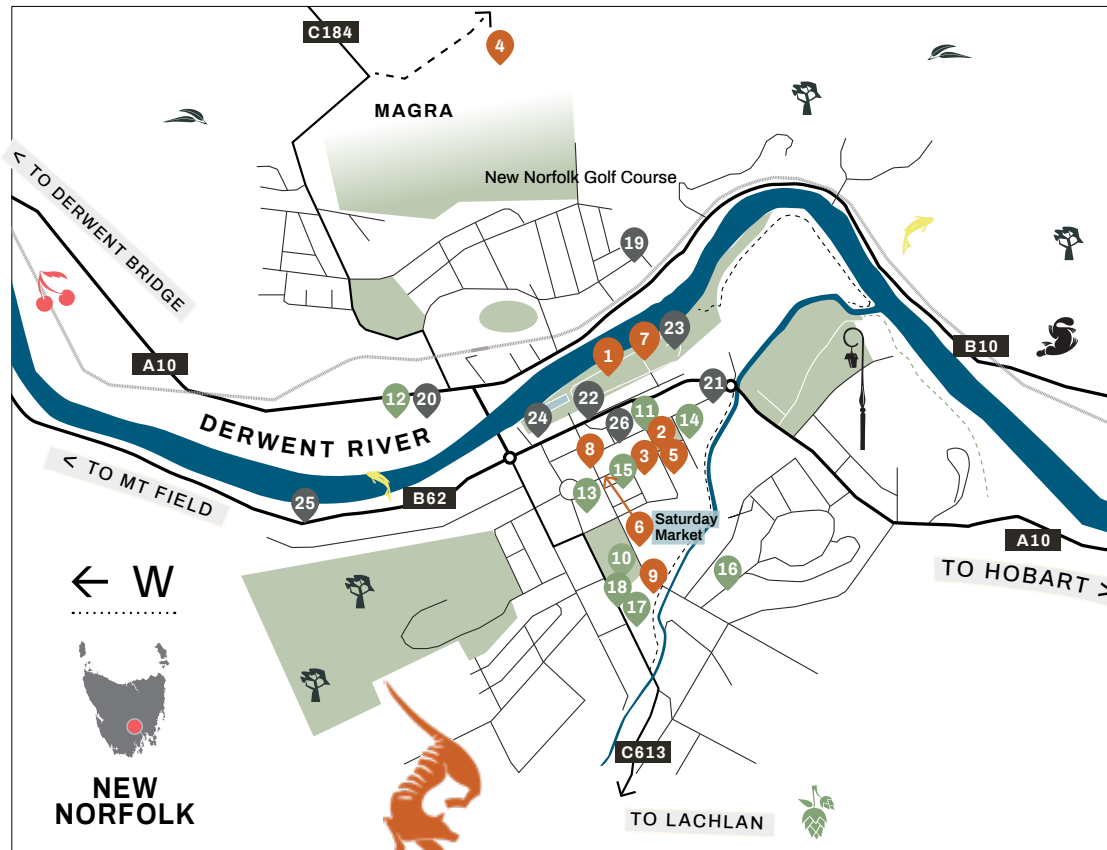 C184
4
MAGRA
New Norfolk Golf Course
< TO DERWENT BRIDGE
19
A10
B10
1
7
23
12
20
DERWENT RIVER
24
22
21
26
11
14
2
8
3
5
15
13
< TO MT FIELD
25
B62
6
Saturday
Market
A10
TO HOBART >
10
9
16
18
17
← W
NEW
NORFOLK
C613
TO LACHLAN